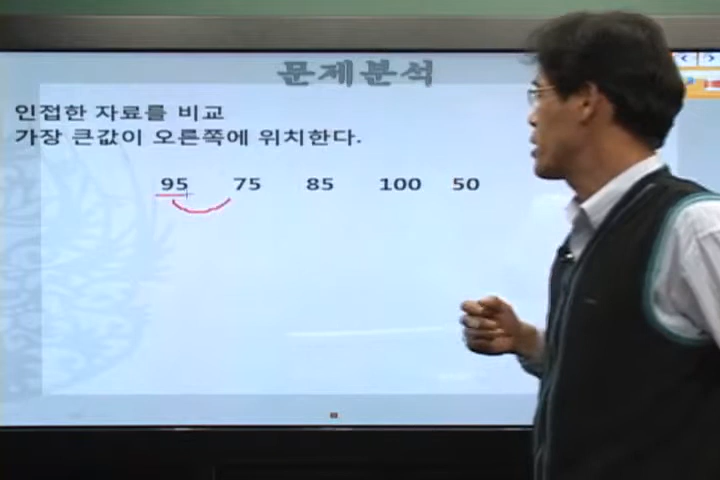 문제분석
인접한 자료를 비교
가장 큰값이 오른쪽에 위치한다.
95 75 85 100 50